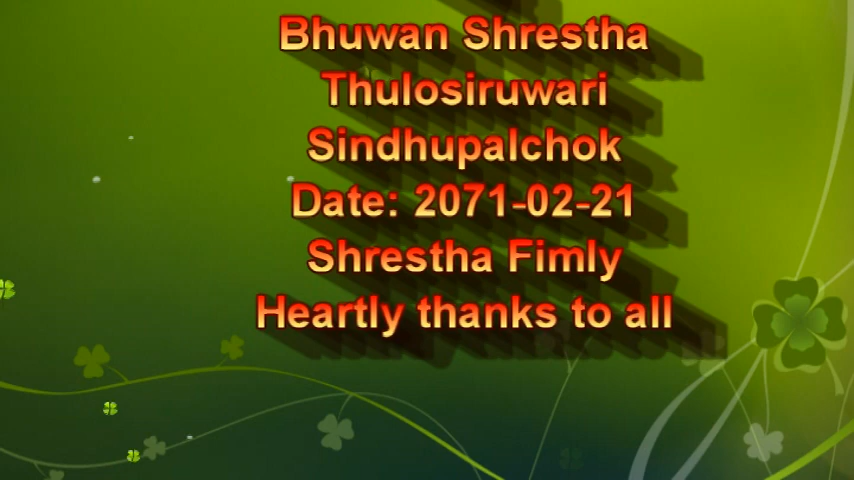 Bhuwan Shrestha
Thulosiruwari
Sindhupalchok
Date: 2071-02-21
Shrestha Fimly
Heartly thanks to all